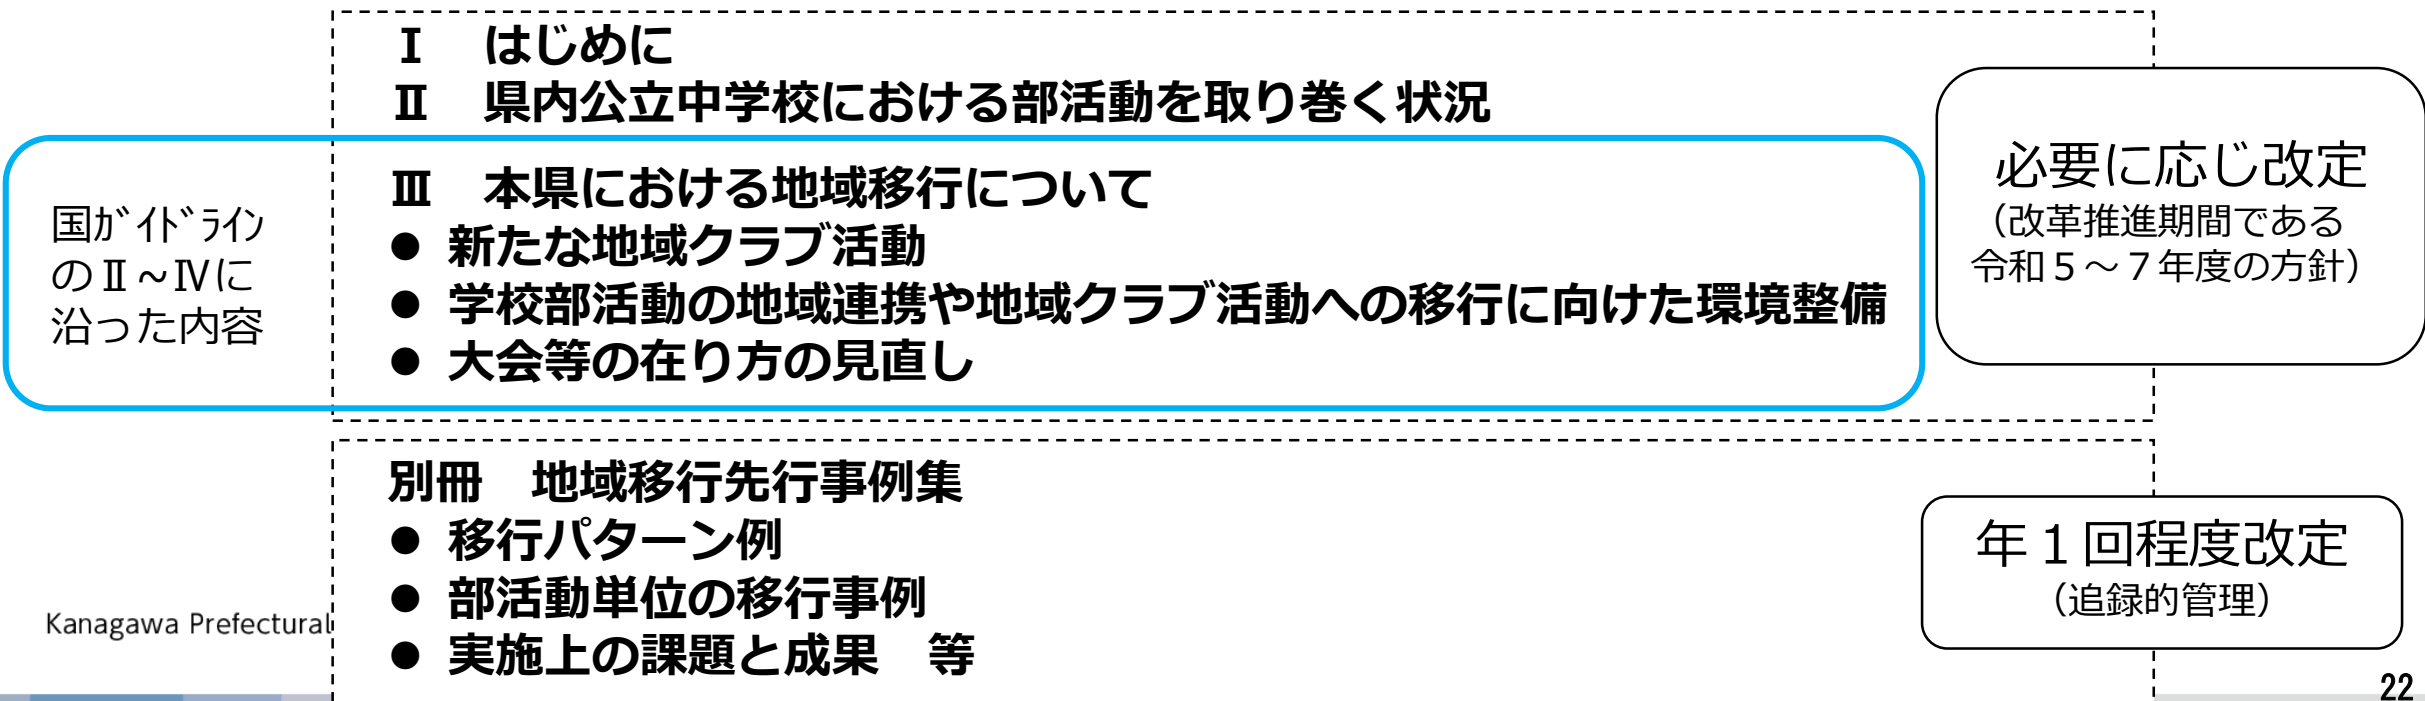 Ⅰ　はじめに
Ⅱ　県内公立中学校における部活動を取り巻く状況
国ｶﾞｲﾄﾞﾗｲﾝ
のⅡ~Ⅳに
沿った内容
Ⅲ　本県における地域移行について
● 新たな地域クラブ活動
● 学校部活動の地域連携や地域クラブ活動への移行に向けた環境整備
● 大会等の在り方の見直し
必要に応じ改定
（改革推進期間である
令和５～７年度の方針）
別冊　地域移行先行事例集
● 移行パターン例
● 部活動単位の移行事例
● 実施上の課題と成果　等
年１回程度改定
（追録的管理）
Kanagawa Prefectural
22